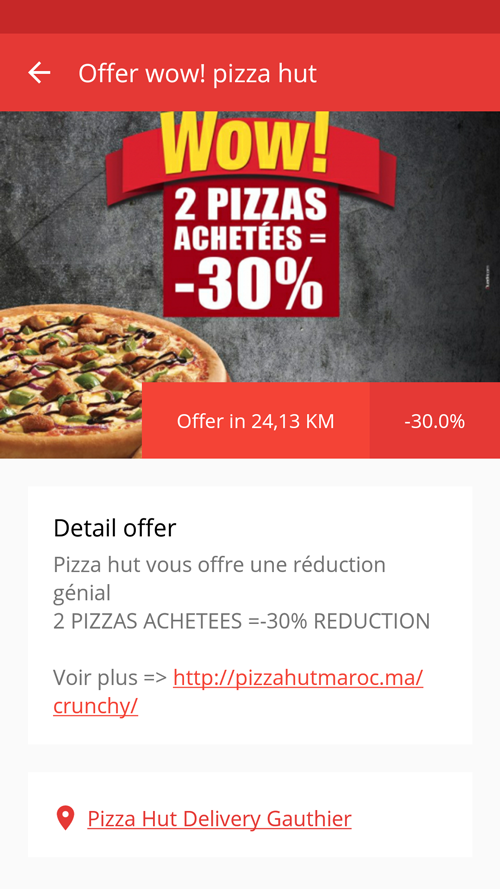 Offer wow! pizza hut
Wow!
2 PIZZAS
ACHETÉES =
-30%
Offer in 24,13 KM
-30.0%
Detail offer
Pizza hut vous offre une réduction
génial
2 PIZZAS ACHETEES =-30% REDUCTION
Voir plus => http://pizzahutmaroc.ma/
crunchy/
Pizza Hut Delivery Gauthier